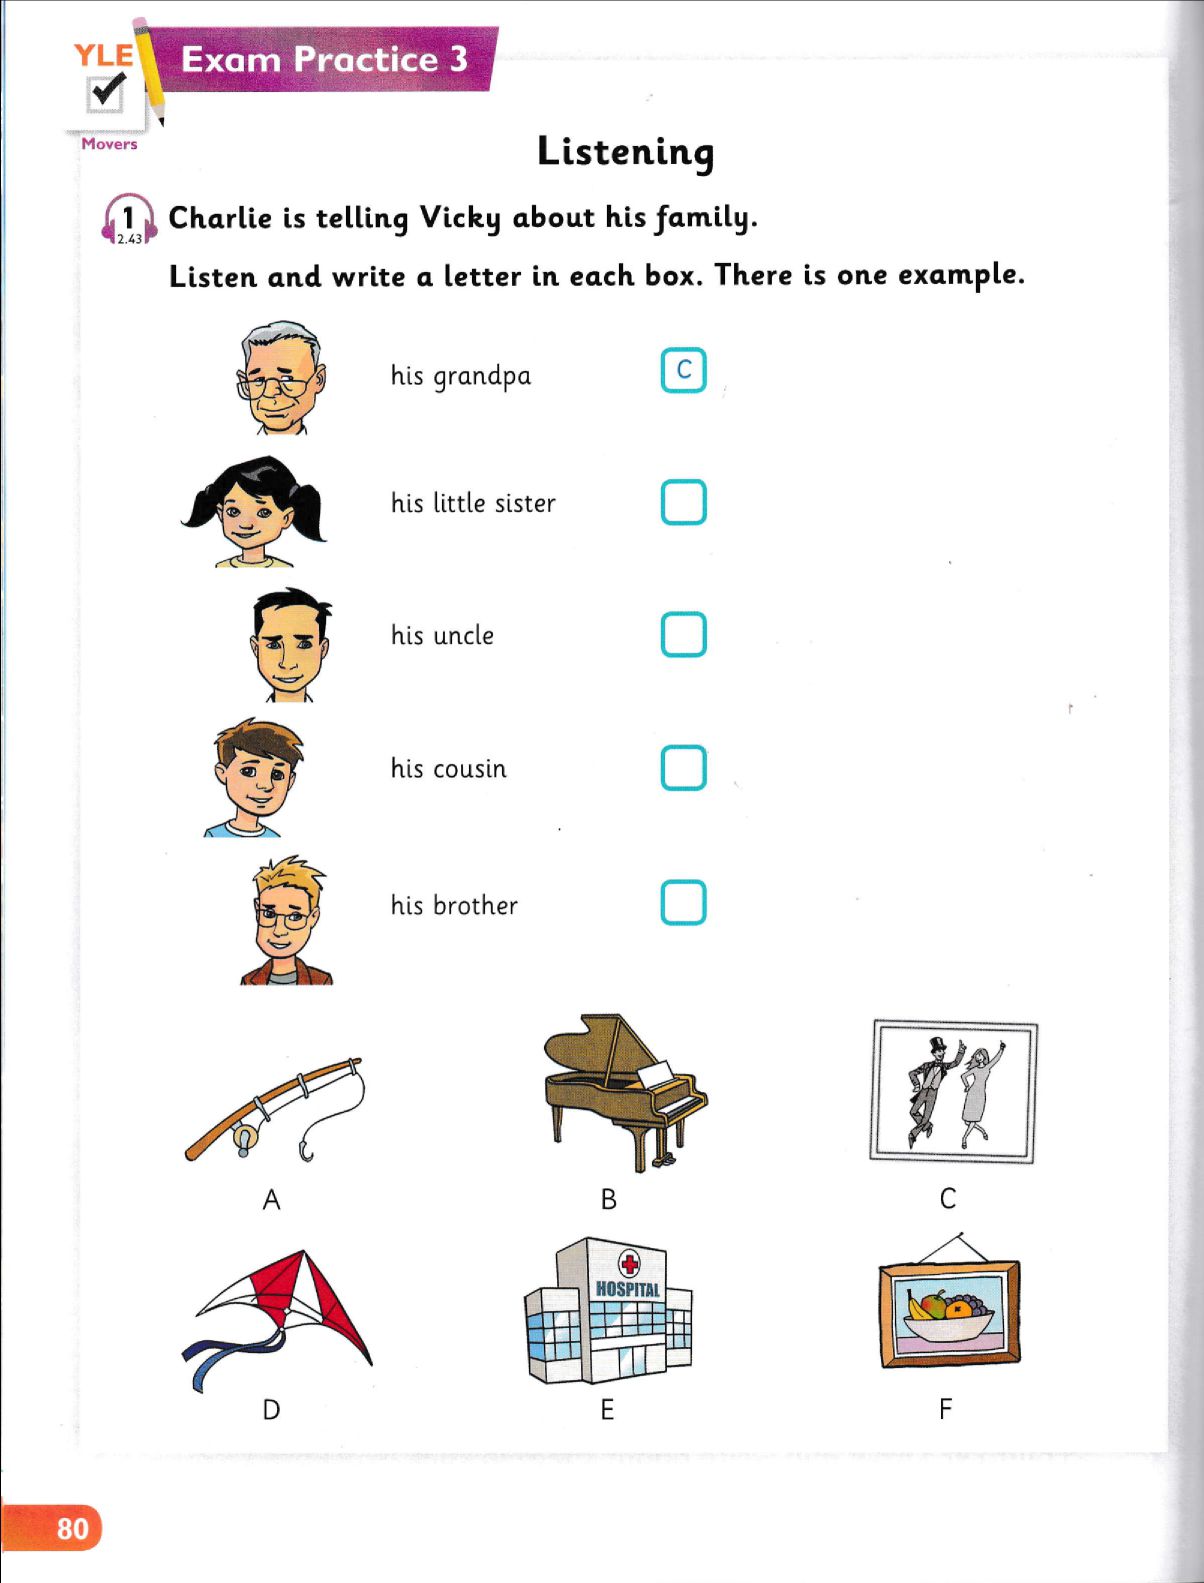 YLE
Exam Practice 3
Movers
Listening
1
2.43
Charlie is telling Vicky about his family.
Listen and write a letter in each box. There is one example.
his grandpa
C
his little sister
his uncle
his cousin
his brother
A
B
C
HOSPITAL
D
E
F
80